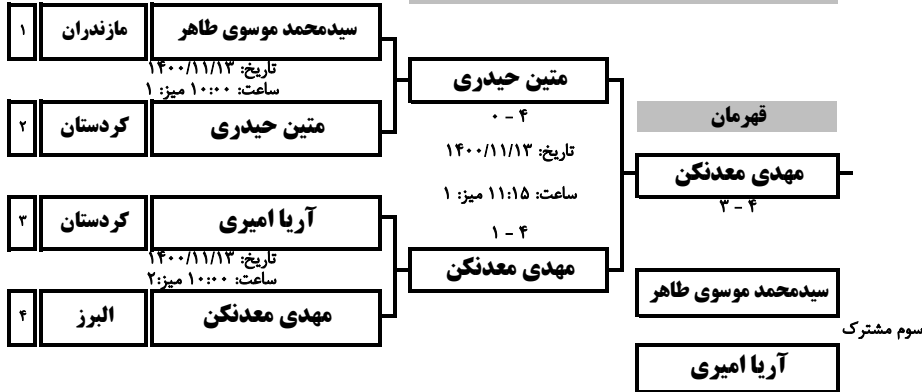 ۱ مازندران سیدمحمد موسوی طاهر
تاریخ: ۱۴۰۰/۱۱/۱۳
ساعت: ۱۰:۰۰ میز: ۱
۲ کردستان متین حیدری
متین حیدری
۰ - ۴
تاریخ: ۱۴۰۰/۱۱/۱۳
ساعت: ۱۱:۱۵ میز: ۱
۳ کردستان آریا امیری
تاریخ: ۱۴۰۰/۱۱/۱۳
ساعت: ۱۰:۰۰ میز:۲
۴ البرز مهدی معدنکن
۱ - ۴
مهدی معدنکن
قهرمان
مهدی معدنکن
۳ - ۴
سیدمحمد موسوی طاهر
سوم مشترک
آریا امیری